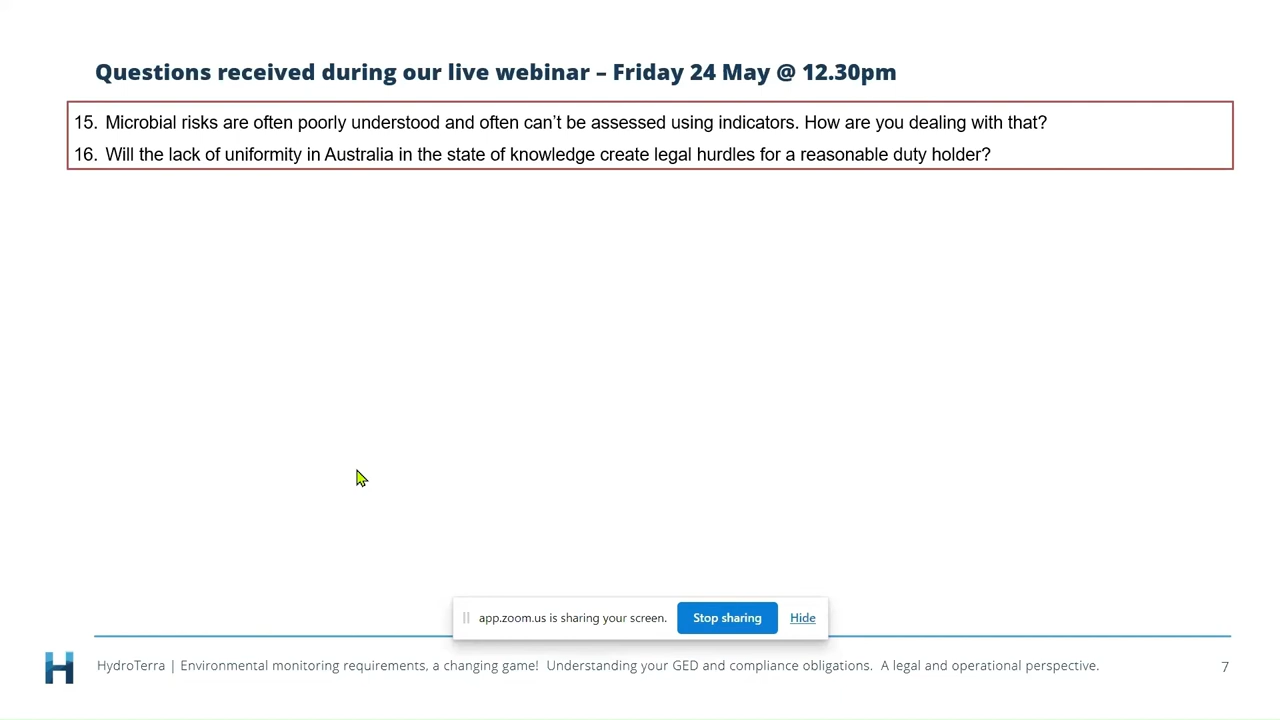 Questions received during our live webinar – Friday 24 May @ 12.30pm
15. Microbial risks are often poorly understood and often can’t be assessed using indicators. How are you dealing with that?
16. Will the lack of uniformity in Australia in the state of knowledge create legal hurdles for a reasonable duty holder?
app.zoom.us is sharing your screen. Stop sharing Hide
HydroTerra | Environmental monitoring requirements, a changing game! Understanding your GED and compliance obligations. A legal and operational perspective. 7